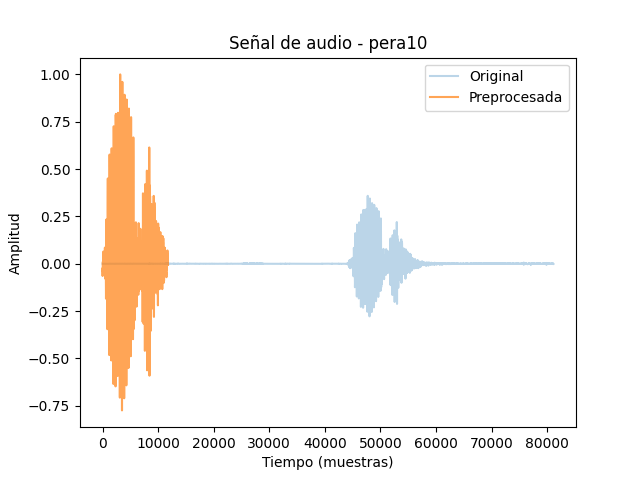 Señal de audio - pera10
Original
Preprocesada
1.00
0.75
0.50
0.25
0.00
−0.25
−0.50
−0.75
Amplitud
0 10000 20000 30000 40000 50000 60000 70000 80000
Tiempo (muestras)